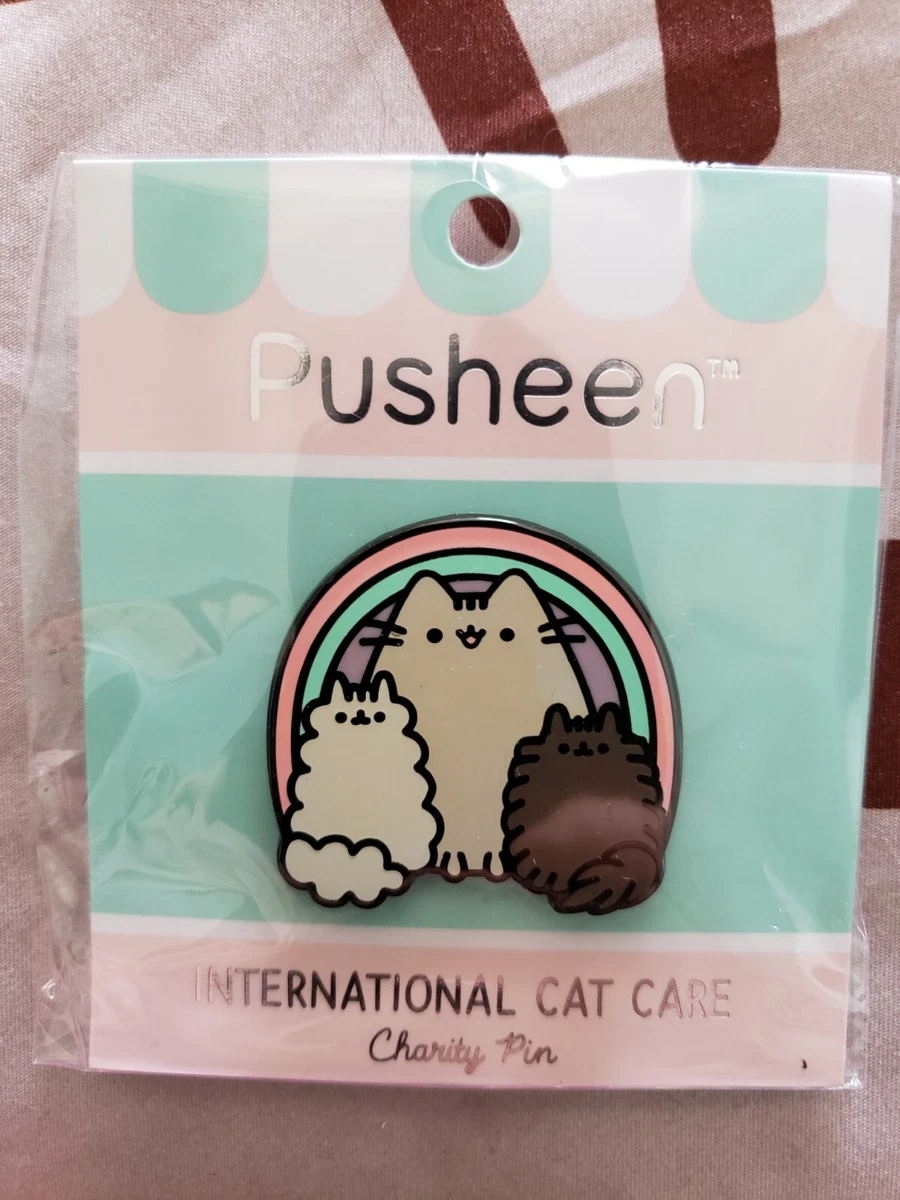 Pusheen™
INTERNATIONAL CAT CARE
Charity Pin